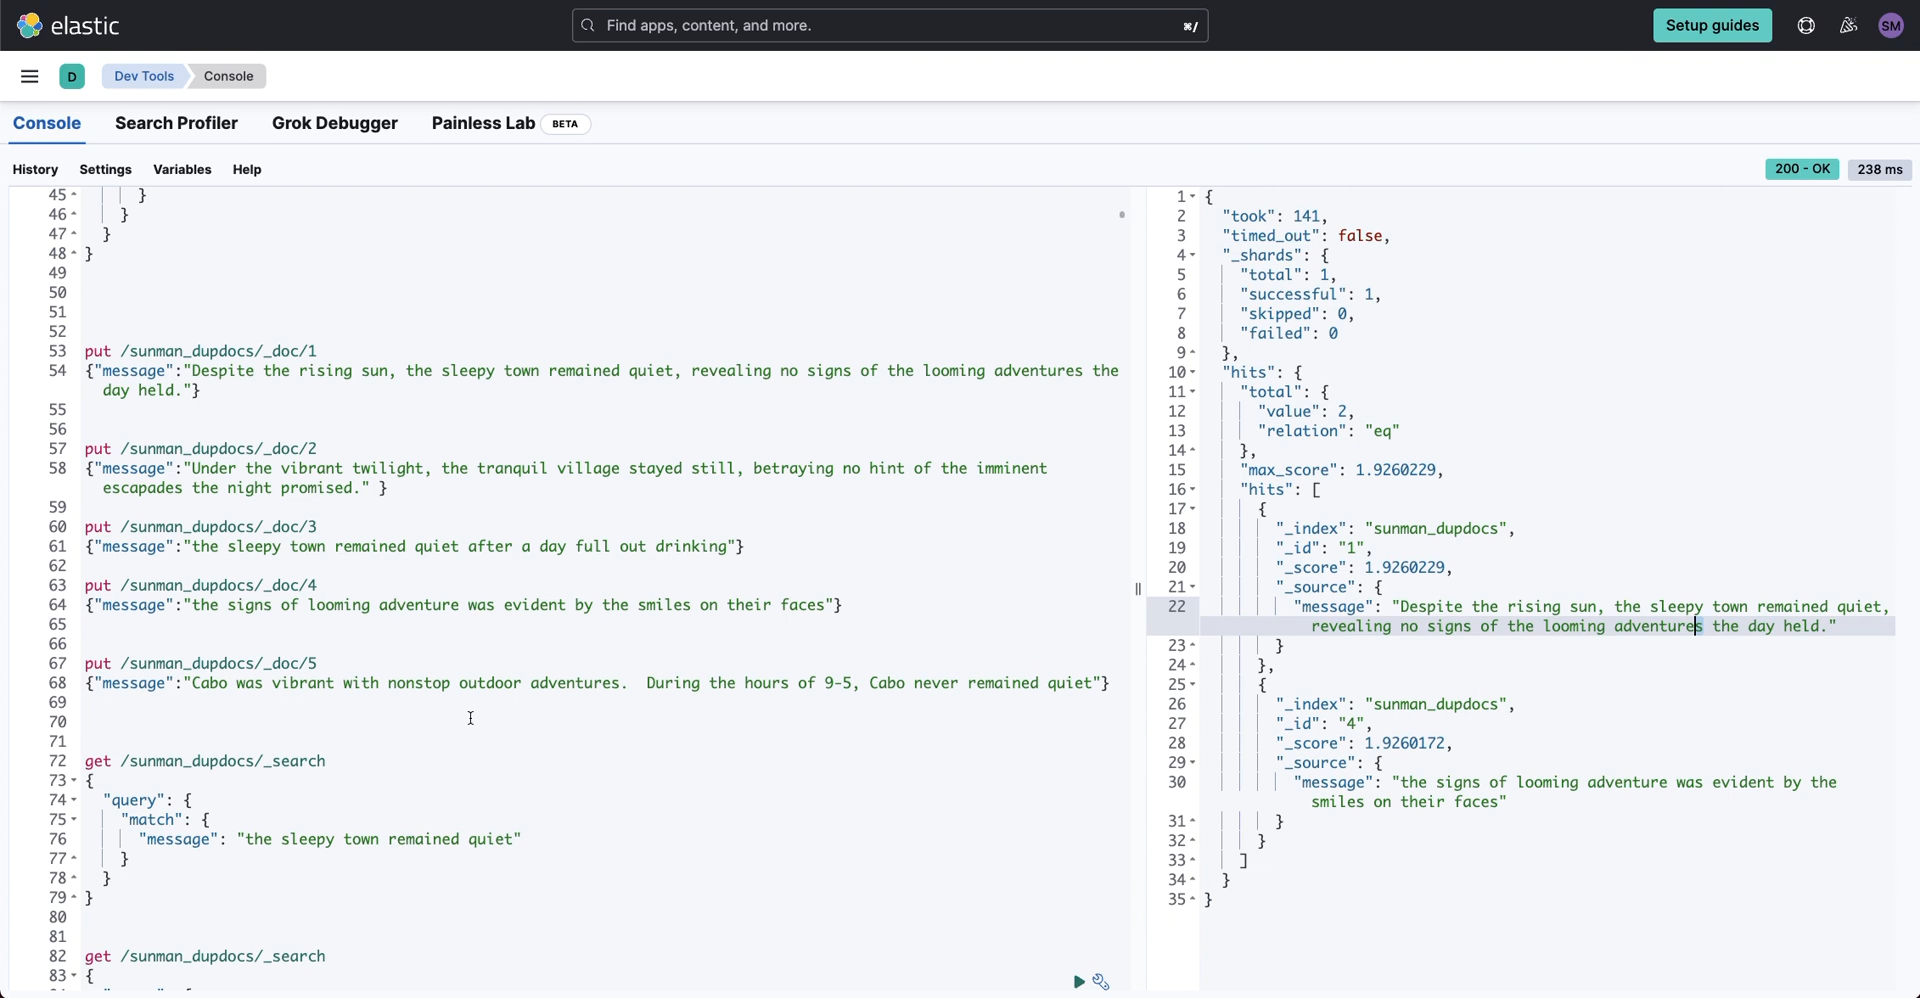 elastic
Find apps, content, and more.
⌘/
Setup guides
SM
D
Dev Tools
Console
Console
Search Profiler
Grok Debugger
Painless Lab
BETA
History
Settings
Variables
Help
200 - OK
238 ms
45 }
46 }
47 }
48 }
49
50
51
52
53 put /sunman_dupdocs/_doc/1
54 {"message":"Despite the rising sun, the sleepy town remained quiet, revealing no signs of the looming adventures the
day held."}
55
56
57 put /sunman_dupdocs/_doc/2
58 {"message":"Under the vibrant twilight, the tranquil village stayed still, betraying no hint of the imminent
escapades the night promised." }
59
60 put /sunman_dupdocs/_doc/3
61 {"message":"the sleepy town remained quiet after a day full out drinking"}
62
63 put /sunman_dupdocs/_doc/4
64 {"message":"the signs of looming adventure was evident by the smiles on their faces"}
65
66
67 put /sunman_dupdocs/_doc/5
68 {"message":"Cabo was vibrant with nonstop outdoor adventures.  During the hours of 9-5, Cabo never remained quiet"}
69
70
71
72 get /sunman_dupdocs/_search
73 {
74 "query": {
75 "match": {
76 "message": "the sleepy town remained quiet"
77 }
78 }
79 }
80
81
82 get /sunman_dupdocs/_search
83 {
1 {
2 "took": 141,
3 "timed_out": false,
4 "_shards": {
5 "total": 1,
6 "successful": 1,
7 "skipped": 0,
8 "failed": 0
9 },
10 "hits": {
11 "total": {
12 "value": 2,
13 "relation": "eq"
14 },
15 "max_score": 1.9260229,
16 "hits": [
17 {
18 "_index": "sunman_dupdocs",
19 "_id": "1",
20 "_score": 1.9260229,
21 "_source": {
22 "message": "Despite the rising sun, the sleepy town remained quiet,
revealing no signs of the looming adventures the day held."
23 }
24 },
25 {
26 "_index": "sunman_dupdocs",
27 "_id": "4",
28 "_score": 1.9260172,
29 "_source": {
30 "message": "the signs of looming adventure was evident by the
smiles on their faces"
31 }
32 }
33 ]
34 }
35 }